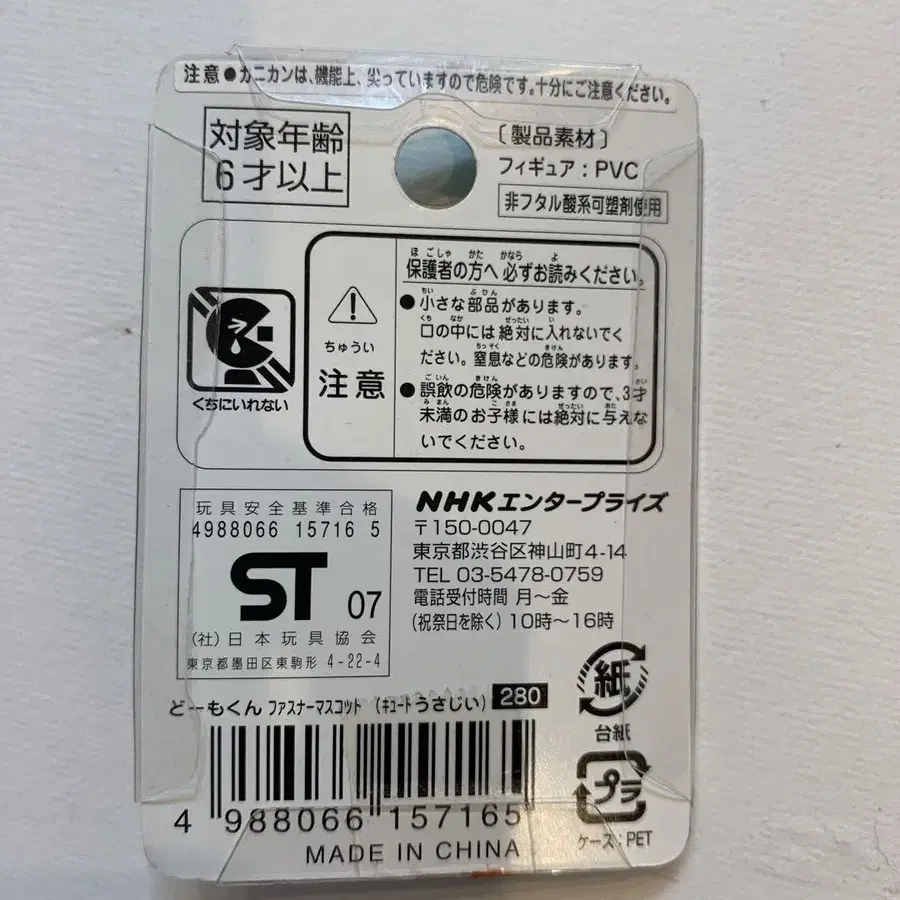 注意●カニカンは、機能上、尖っていますので危険です。十分にご注意ください。
対象年齢
6才以上
〔製品素材〕
フィギュア：PVC
非フタル酸系可塑剤使用
くちにいれない
ちゅうい
注意
ほごしゃ かた かなら よ
保護者の方へ 必ずお読みください。
ちい ぶひん
●小さな部品があります。
くち なか ぜったい い
口の中には絶対に入れないでく
ちっそく きけん
ださい。窒息などの危険があります。
ごいん きけん さい
●誤飲の危険がありますので、3才
みまん こさま ぜったい あた
未満のお子様には絶対に与えな
いでください。
玩具安全基準合格
4988066 15716 5
ST 07
(社)日本玩具協会
東京都墨田区東駒形 4-22-4
NHKエンタープライズ
〒150-0047
東京都渋谷区神山町4-14
TEL 03-5478-0759
電話受付時間 月～金
(祝祭日を除く) 10時～16時
どーもくん ファスナーマスコット (キュートうさじい) 280
紙
台紙
プラ
ケース：PET
4 988066 157165
MADE IN CHINA